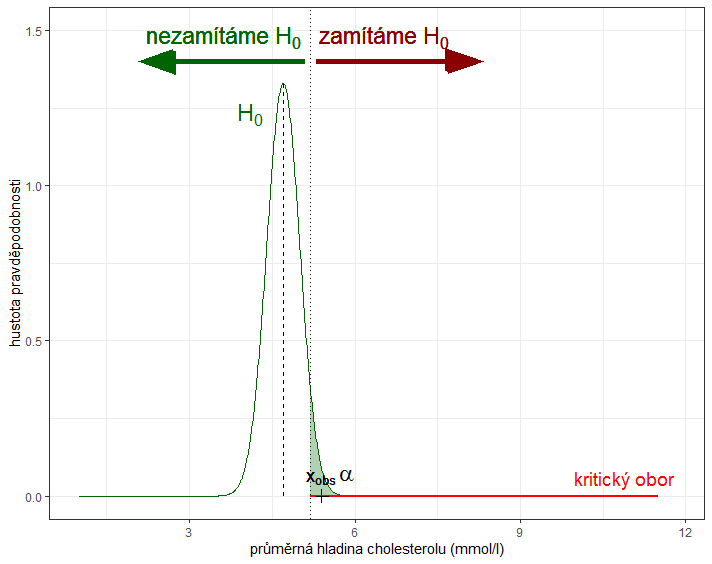 nezamítáme H0 zamítáme H0
1.5
H0
1.0
hustota pravděpodobnosti
0.5
xobs α
kritický obor
0.0
3 6 9 12
průměrná hladina cholesterolu (mmol/l)